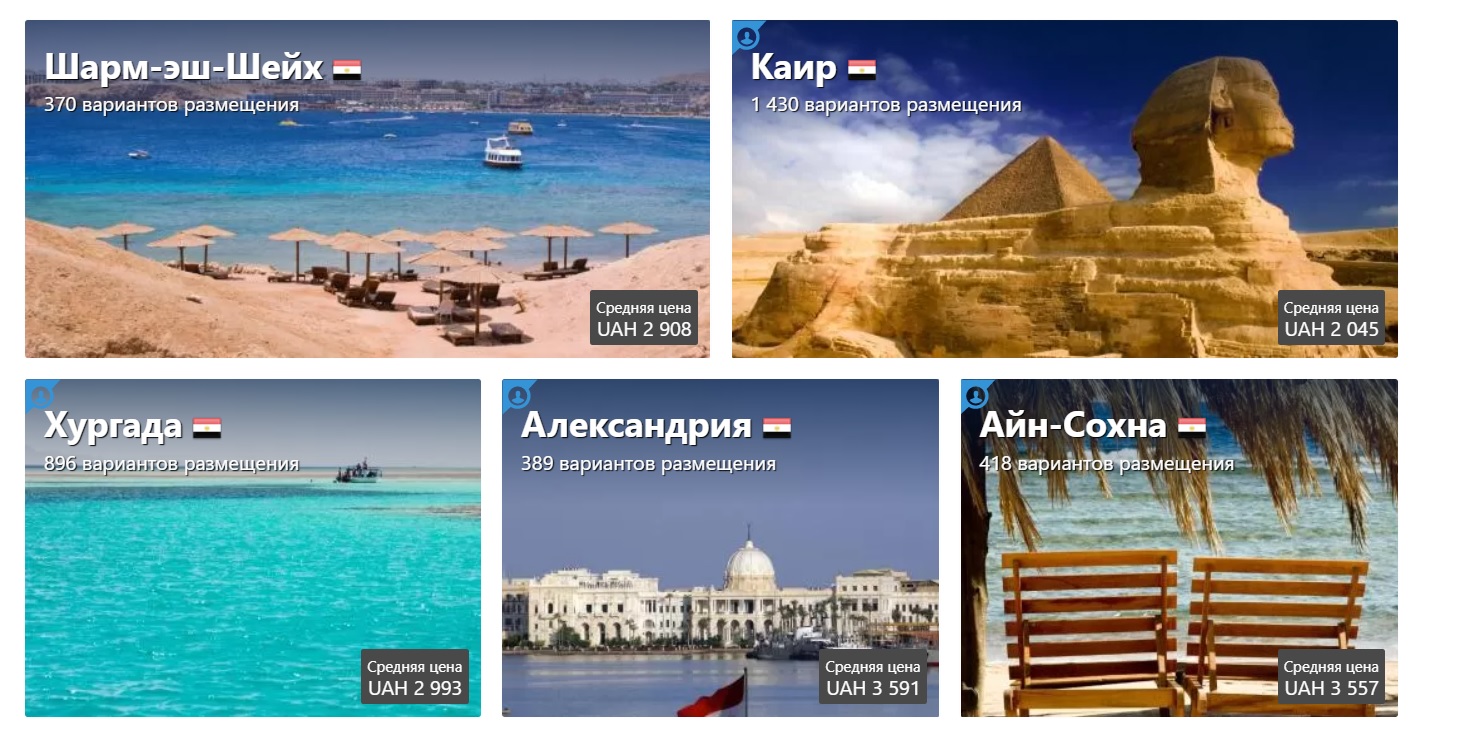 Шарм-эш-Шейх
370 вариантов размещения
Средняя цена
UAH 2 908
Каир
1 430 вариантов размещения
Средняя цена
UAH 2 045
Хургада
896 вариантов размещения
Средняя цена
UAH 2 993
Александрия
389 вариантов размещения
Средняя цена
UAH 3 591
Айн-Сохна
418 вариантов размещения
Средняя цена
UAH 3 557